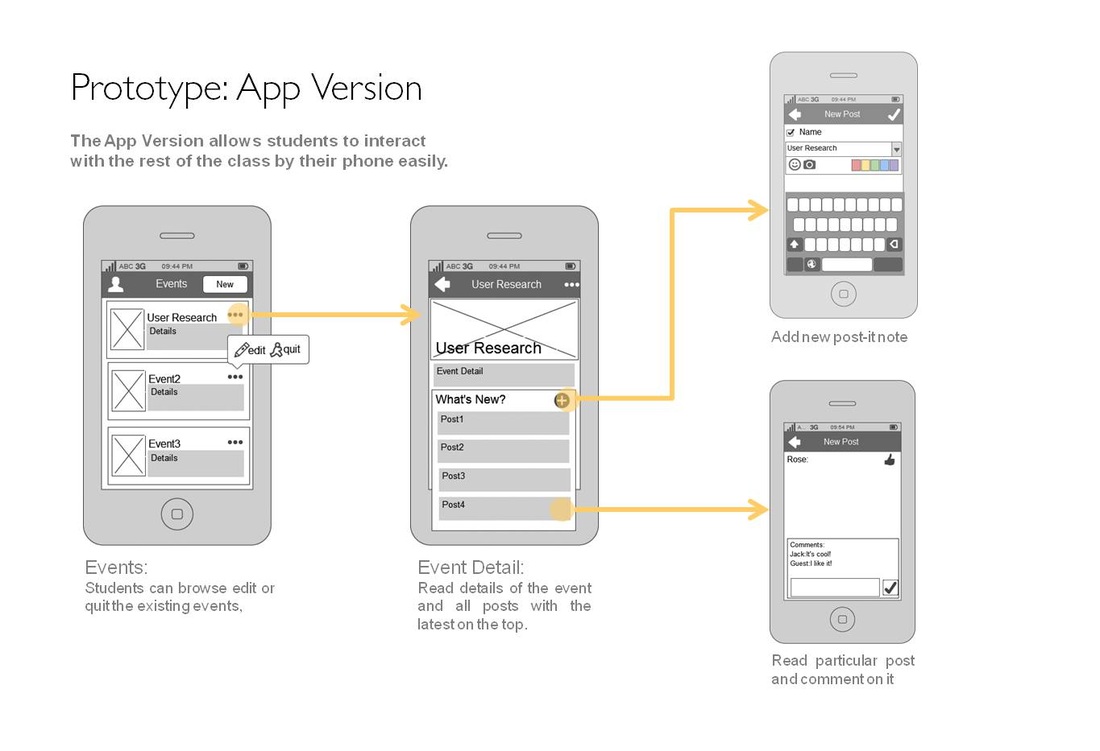 Prototype: App Version
The App Version allows students to interact
with the rest of the class by their phone easily.
ABC 3G 09:44 PM
Events New
User Research
Details
edit quit
Event2
Details
Event3
Details
Events:
Students can browse edit or
quit the existing events,
ABC 3G 09:44 PM
User Research
User Research
Event Detail
What's New?
Post1
Post2
Post3
Post4
Event Detail:
Read details of the event
and all posts with the
latest on the top.
ABC 3G 09:44 PM
New Post
Name
User Research
Add new post-it note
A... 3G 09:54 PM
New Post
Rose:
Comments:
Jack:It's cool!
Guest:I like it!
Read particular post
and comment on it